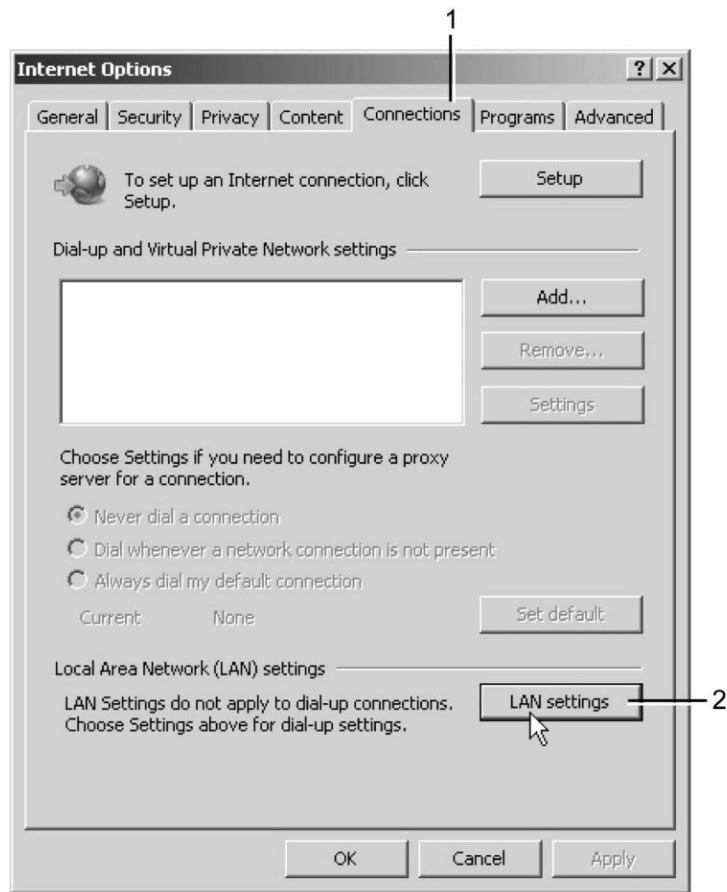 1
Internet Options
General Security Privacy Content Connections Programs Advanced
To set up an Internet connection, click
Setup.
Setup
Dial-up and Virtual Private Network settings
Add...
Remove...
Settings
Choose Settings if you need to configure a proxy
server for a connection.
Never dial a connection
Dial whenever a network connection is not present
Always dial my default connection
Current None
Set default
Local Area Network (LAN) settings
LAN Settings do not apply to dial-up connections.
Choose Settings above for dial-up settings.
LAN settings
2
OK Cancel Apply